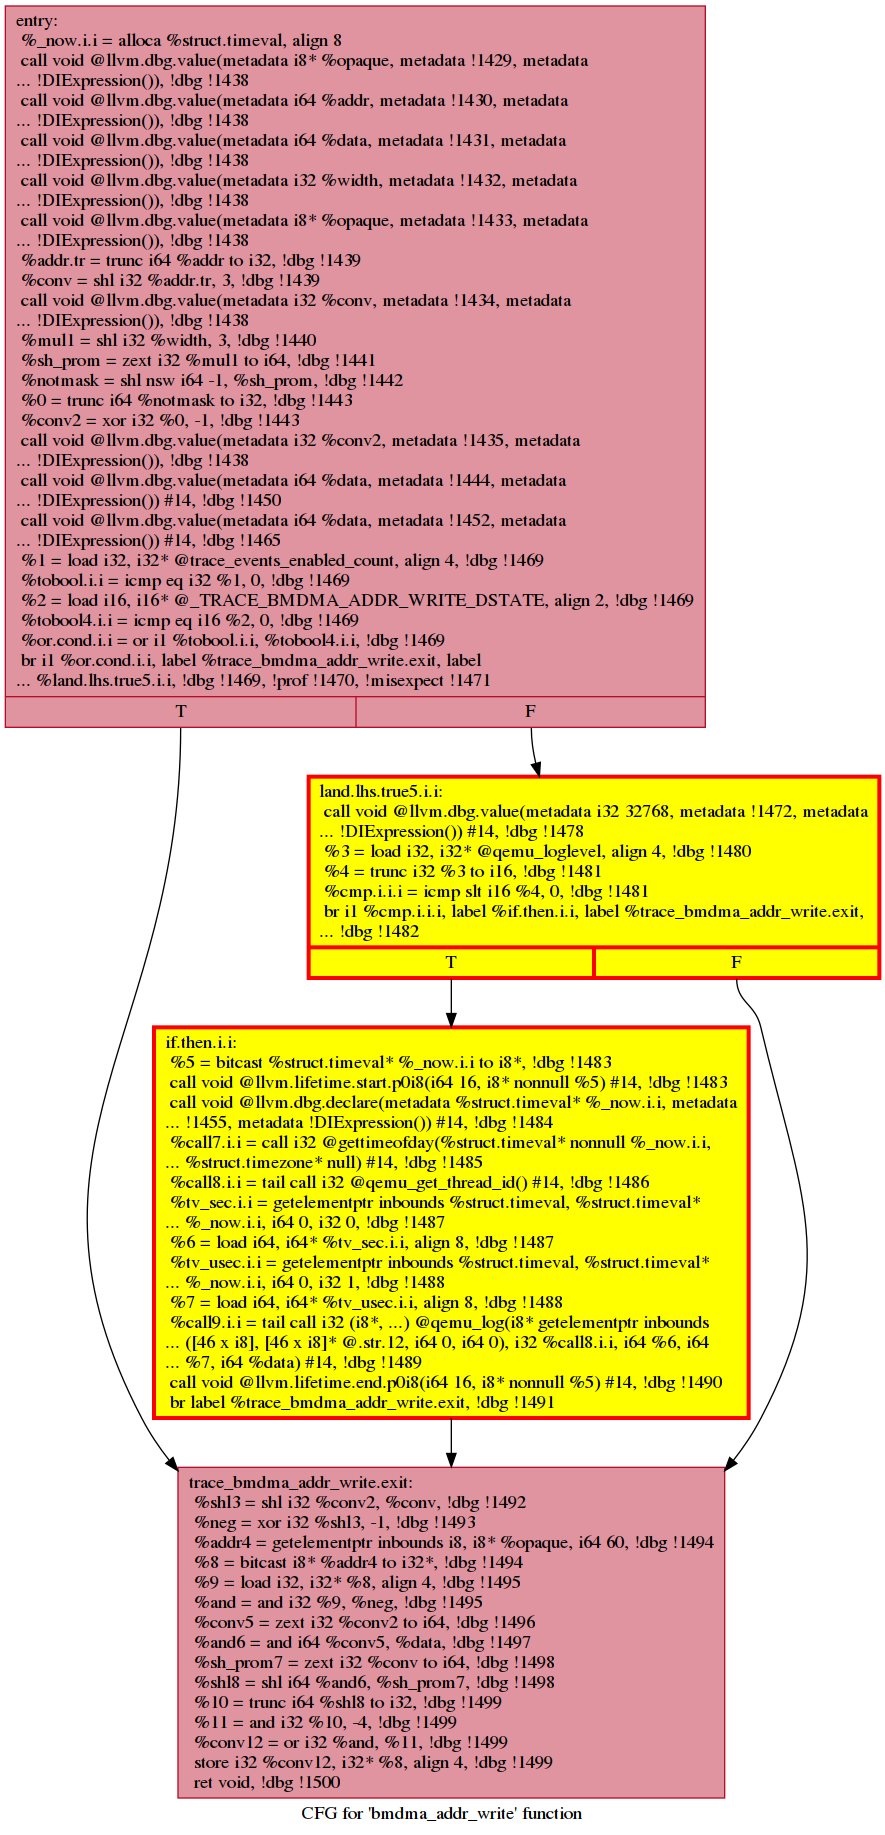 entry:
%_now.i.i = alloca %struct.timeval, align 8
call void @llvm.dbg.value(metadata i8* %opaque, metadata !1429, metadata
... !DIExpression()), !dbg !1438
call void @llvm.dbg.value(metadata i64 %addr, metadata !1430, metadata
... !DIExpression()), !dbg !1438
call void @llvm.dbg.value(metadata i64 %data, metadata !1431, metadata
... !DIExpression()), !dbg !1438
call void @llvm.dbg.value(metadata i32 %width, metadata !1432, metadata
... !DIExpression()), !dbg !1438
call void @llvm.dbg.value(metadata i8* %opaque, metadata !1433, metadata
... !DIExpression()), !dbg !1438
%addr.tr = trunc i64 %addr to i32, !dbg !1439
%conv = shl i32 %addr.tr, 3, !dbg !1439
call void @llvm.dbg.value(metadata i32 %conv, metadata !1434, metadata
... !DIExpression()), !dbg !1438
%mul1 = shl i32 %width, 3, !dbg !1440
%sh_prom = zext i32 %mul1 to i64, !dbg !1441
%notmask = shl nsw i64 -1, %sh_prom, !dbg !1442
%0 = trunc i64 %notmask to i32, !dbg !1443
%conv2 = xor i32 %0, -1, !dbg !1443
call void @llvm.dbg.value(metadata i32 %conv2, metadata !1435, metadata
... !DIExpression()), !dbg !1438
call void @llvm.dbg.value(metadata i64 %data, metadata !1444, metadata
... !DIExpression()) #14, !dbg !1450
call void @llvm.dbg.value(metadata i64 %data, metadata !1452, metadata
... !DIExpression()) #14, !dbg !1465
%1 = load i32, i32* @trace_events_enabled_count, align 4, !dbg !1469
%tobool.i.i = icmp eq i32 %1, 0, !dbg !1469
%2 = load i16, i16* @_TRACE_BMDMA_ADDR_WRITE_DSTATE, align 2, !dbg !1469
%tobool4.i.i = icmp eq i16 %2, 0, !dbg !1469
%or.cond.i.i = or i1 %tobool.i.i, %tobool4.i.i, !dbg !1469
br i1 %or.cond.i.i, label %trace_bmdma_addr_write.exit, label
... %land.lhs.true5.i.i, !dbg !1469, !prof !1470, !misexpect !1471
T F
land.lhs.true5.i.i:
call void @llvm.dbg.value(metadata i32 32768, metadata !1472, metadata
... !DIExpression()) #14, !dbg !1478
%3 = load i32, i32* @qemu_loglevel, align 4, !dbg !1480
%4 = trunc i32 %3 to i16, !dbg !1481
%cmp.i.i.i = icmp slt i16 %4, 0, !dbg !1481
br i1 %cmp.i.i.i, label %if.then.i.i, label %trace_bmdma_addr_write.exit,
... !dbg !1482
T F
if.then.i.i:
%5 = bitcast %struct.timeval* %_now.i.i to i8*, !dbg !1483
call void @llvm.lifetime.start.p0i8(i64 16, i8* nonnull %5) #14, !dbg !1483
call void @llvm.dbg.declare(metadata %struct.timeval* %_now.i.i, metadata
... !1455, metadata !DIExpression()) #14, !dbg !1484
%call7.i.i = call i32 @gettimeofday(%struct.timeval* nonnull %_now.i.i,
... %struct.timezone* null) #14, !dbg !1485
%call8.i.i = tail call i32 @qemu_get_thread_id() #14, !dbg !1486
%tv_sec.i.i = getelementptr inbounds %struct.timeval, %struct.timeval*
... %_now.i.i, i64 0, i32 0, !dbg !1487
%6 = load i64, i64* %tv_sec.i.i, align 8, !dbg !1487
%tv_usec.i.i = getelementptr inbounds %struct.timeval, %struct.timeval*
... %_now.i.i, i64 0, i32 1, !dbg !1488
%7 = load i64, i64* %tv_usec.i.i, align 8, !dbg !1488
%call9.i.i = tail call i32 (i8*, ...) @qemu_log(i8* getelementptr inbounds
... ([46 x i8], [46 x i8]* @.str.12, i64 0, i64 0), i32 %call8.i.i, i64 %6, i64
... %7, i64 %data) #14, !dbg !1489
call void @llvm.lifetime.end.p0i8(i64 16, i8* nonnull %5) #14, !dbg !1490
br label %trace_bmdma_addr_write.exit, !dbg !1491
trace_bmdma_addr_write.exit:
%shl3 = shl i32 %conv2, %conv, !dbg !1492
%neg = xor i32 %shl3, -1, !dbg !1493
%addr4 = getelementptr inbounds i8, i8* %opaque, i64 60, !dbg !1494
%8 = bitcast i8* %addr4 to i32*, !dbg !1494
%9 = load i32, i32* %8, align 4, !dbg !1495
%and = and i32 %9, %neg, !dbg !1495
%conv5 = zext i32 %conv2 to i64, !dbg !1496
%and6 = and i64 %conv5, %data, !dbg !1497
%sh_prom7 = zext i32 %conv to i64, !dbg !1498
%shl8 = shl i64 %and6, %sh_prom7, !dbg !1498
%10 = trunc i64 %shl8 to i32, !dbg !1499
%11 = and i32 %10, -4, !dbg !1499
%conv12 = or i32 %and, %11, !dbg !1499
store i32 %conv12, i32* %8, align 4, !dbg !1499
ret void, !dbg !1500
CFG for 'bmdma_addr_write' function